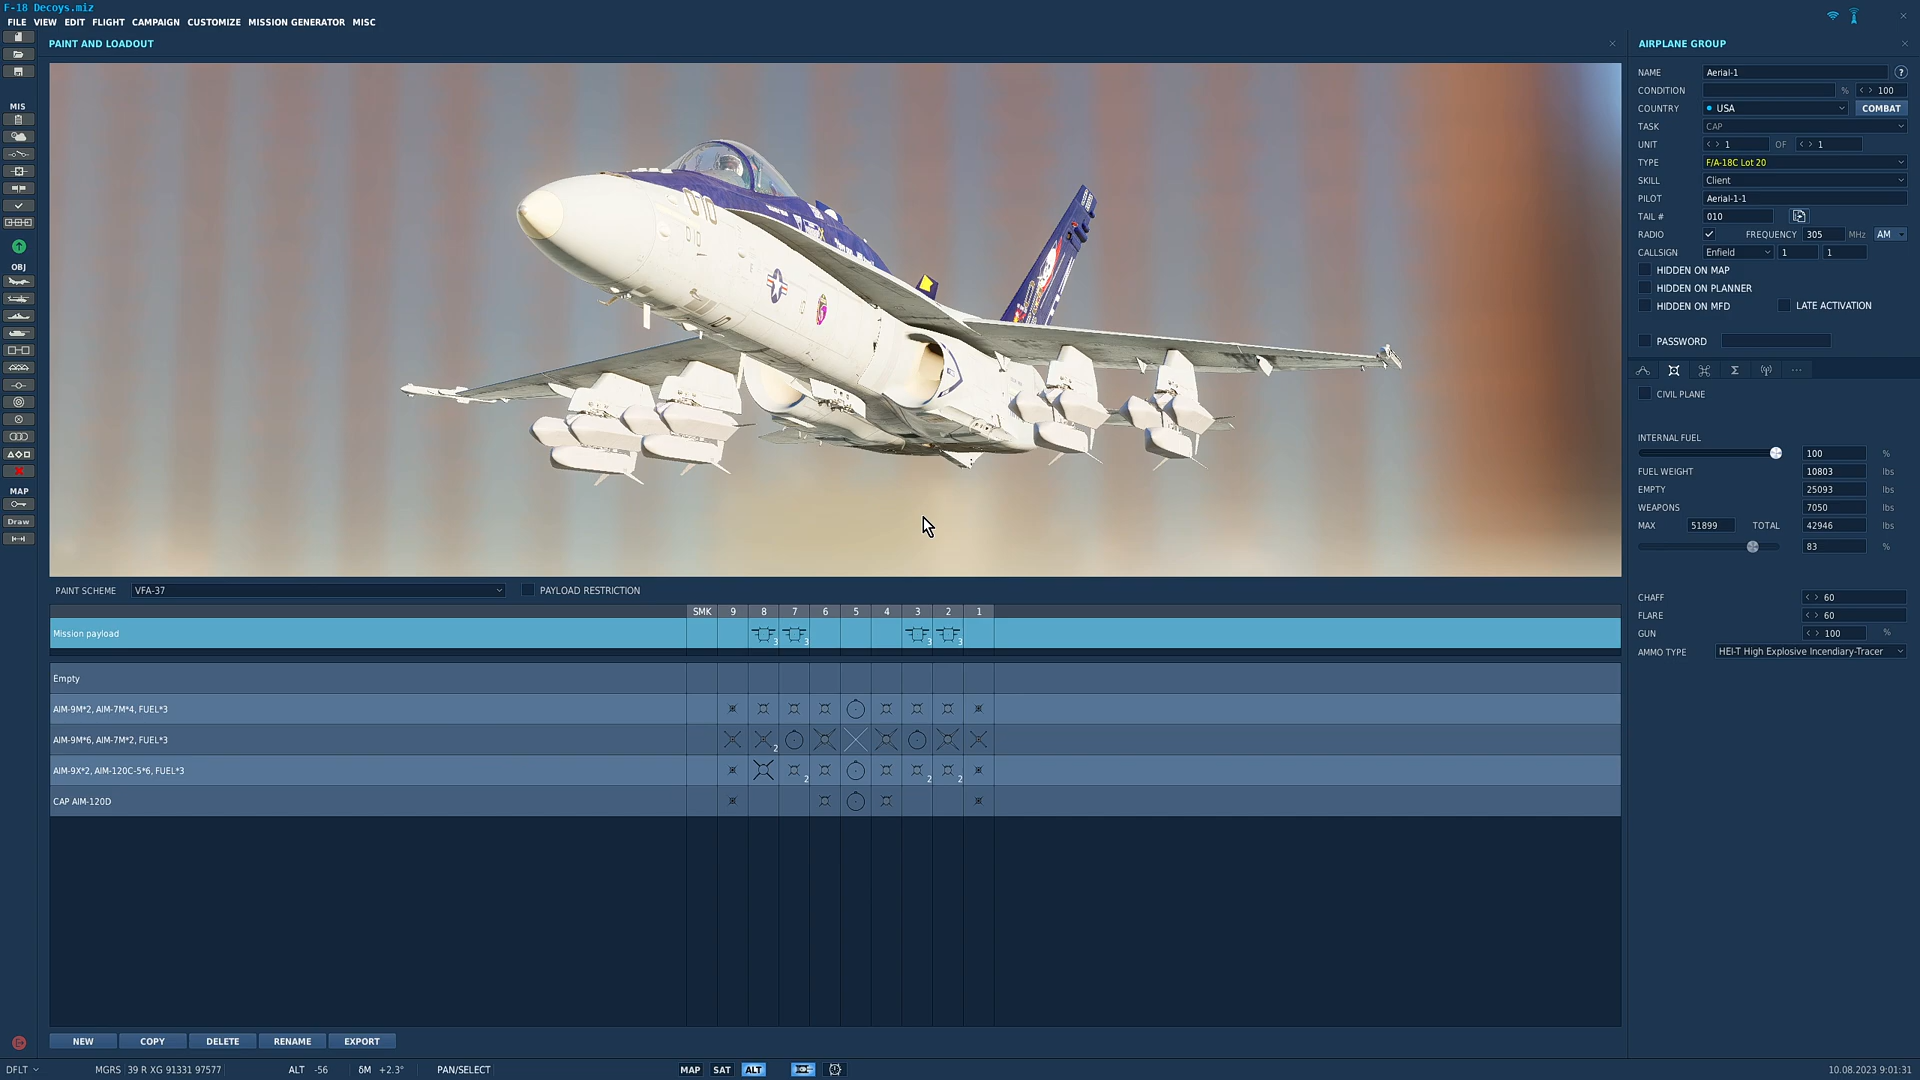 F-18 Decoys.miz
FILE VIEW EDIT FLIGHT CAMPAIGN CUSTOMIZE MISSION GENERATOR MISC
PAINT AND LOADOUT
AIRPLANE GROUP
NAME Aerial-1 ?
CONDITION % <> 100
COUNTRY USA COMBAT
TASK CAP
UNIT <> 1 OF <> 1
TYPE F/A-18C Lot 20
SKILL Client
PILOT Aerial-1-1
TAIL # 010
RADIO FREQUENCY 305 MHz AM
CALLSIGN Enfield 1 1
HIDDEN ON MAP
HIDDEN ON PLANNER
HIDDEN ON MFD LATE ACTIVATION
PASSWORD
CIVIL PLANE
INTERNAL FUEL
100 %
FUEL WEIGHT 10803 lbs
EMPTY 25093 lbs
WEAPONS 7050 lbs
MAX 51899 TOTAL 42946 lbs
83 %
CHAFF <> 60
FLARE <> 60
GUN <> 100 %
AMMO TYPE HEI-T High Explosive Incendiary-Tracer
MIS
OBJ
MAP
Draw
PAINT SCHEME VFA-37 PAYLOAD RESTRICTION
SMK 9 8 7 6 5 4 3 2 1
Mission payload 3 3 3 3
Empty
AIM-9M*2, AIM-7M*4, FUEL*3
AIM-9M*6, AIM-7M*2, FUEL*3 2
AIM-9X*2, AIM-120C-5*6, FUEL*3 2 2 2
CAP AIM-120D
NEW COPY DELETE RENAME EXPORT
DFLT MGRS 39 R XG 91331 97577 ALT -56 δM +2.3° PAN/SELECT MAP SAT ALT 10.08.2023 9:01:31